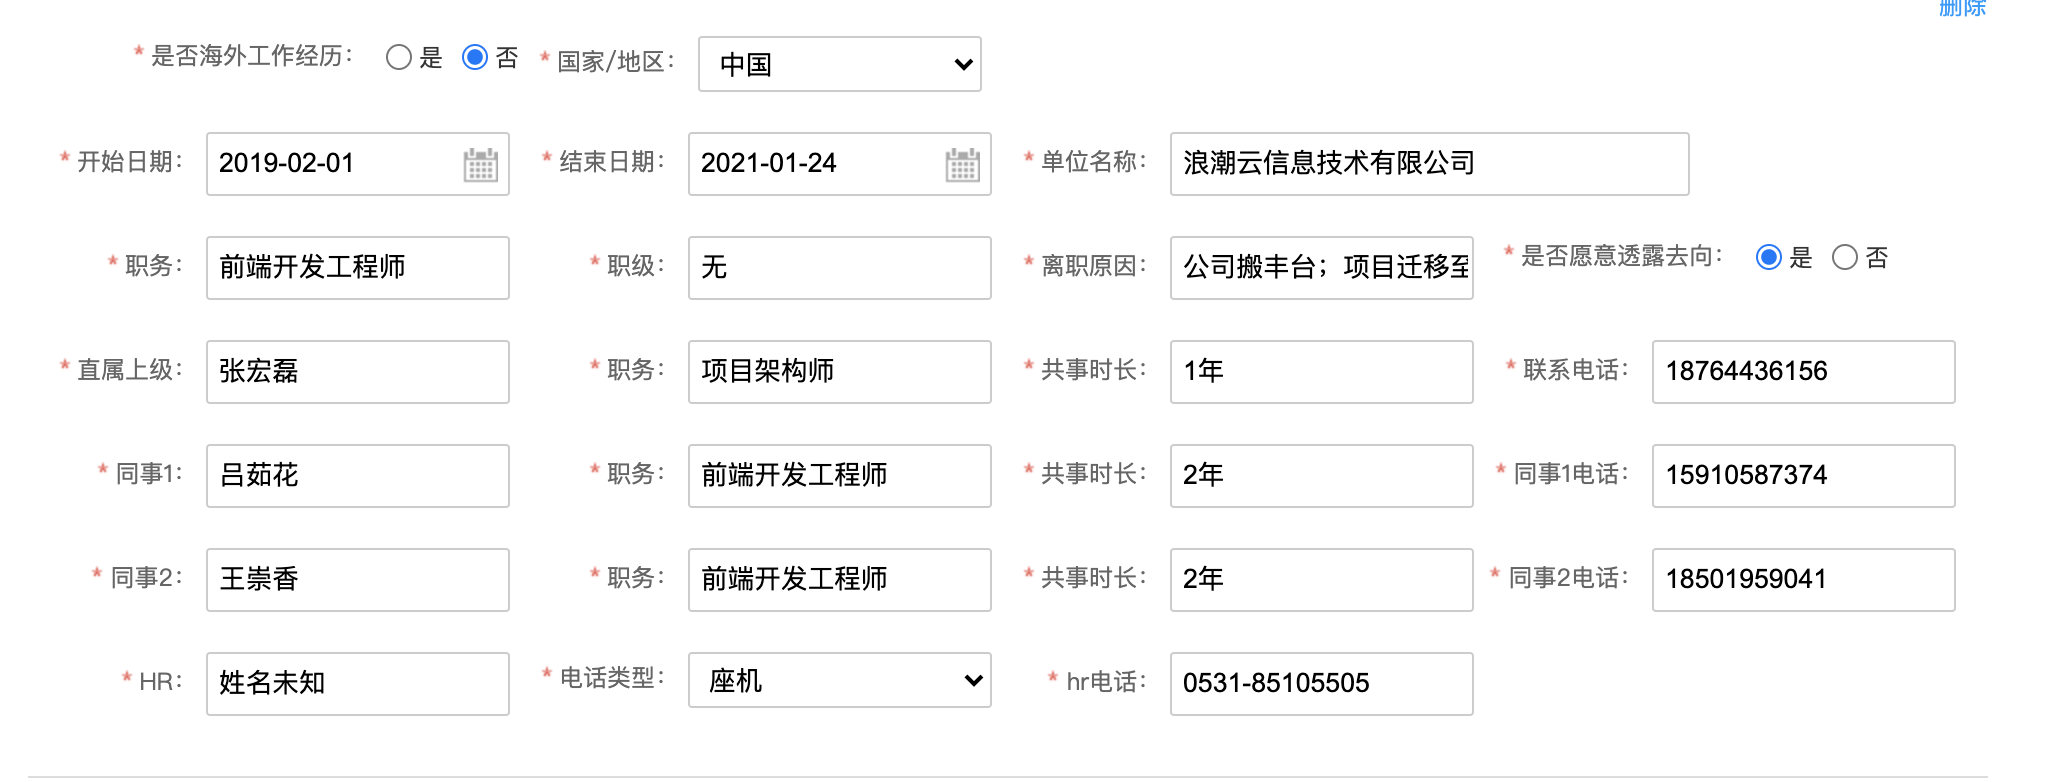 删除
* 是否海外工作经历： 是 否 * 国家/地区： 中国
* 开始日期： 2019-02-01 * 结束日期： 2021-01-24 * 单位名称： 浪潮云信息技术有限公司
* 职务： 前端开发工程师 * 职级： 无 * 离职原因： 公司搬丰台；项目迁移至 * 是否愿意透露去向： 是 否
* 直属上级： 张宏磊 * 职务： 项目架构师 * 共事时长： 1年 * 联系电话： 18764436156
* 同事1： 吕茹花 * 职务： 前端开发工程师 * 共事时长： 2年 * 同事1电话： 15910587374
* 同事2： 王崇香 * 职务： 前端开发工程师 * 共事时长： 2年 * 同事2电话： 18501959041
* HR： 姓名未知 * 电话类型： 座机 * hr电话： 0531-85105505